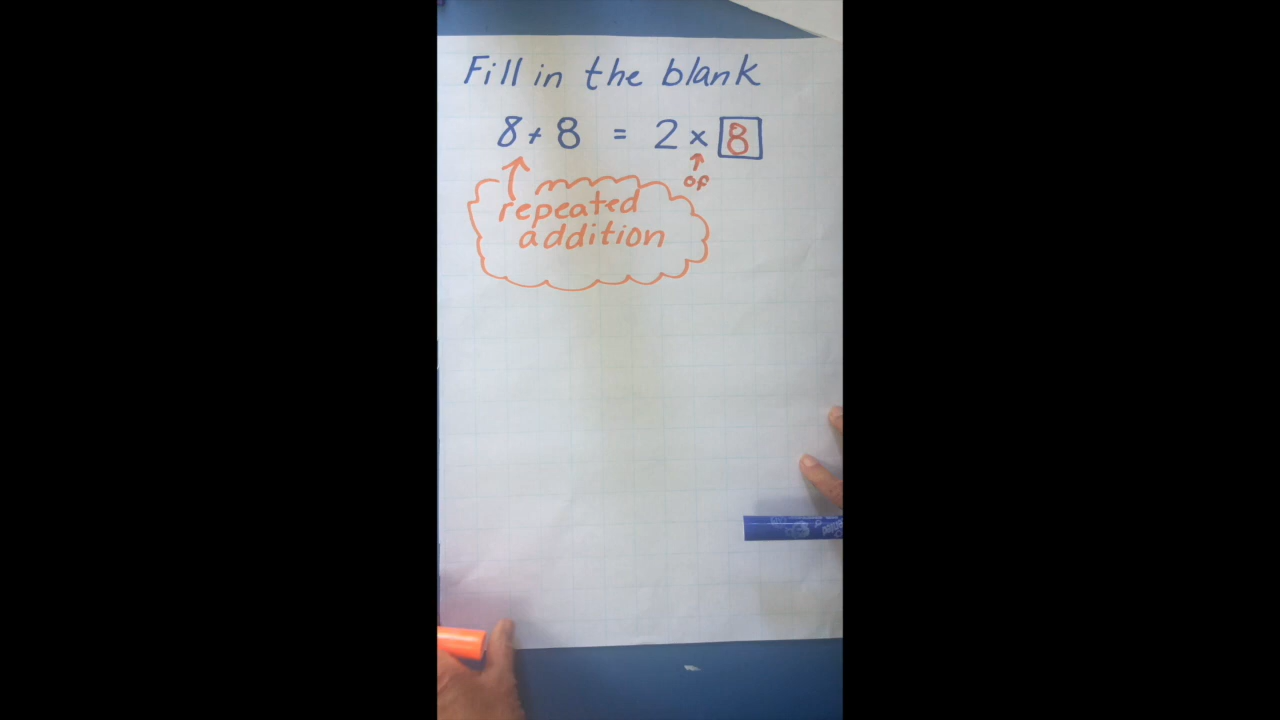 Fill in the blank
8 + 8 = 2 × 8
↑ of
repeated
addition